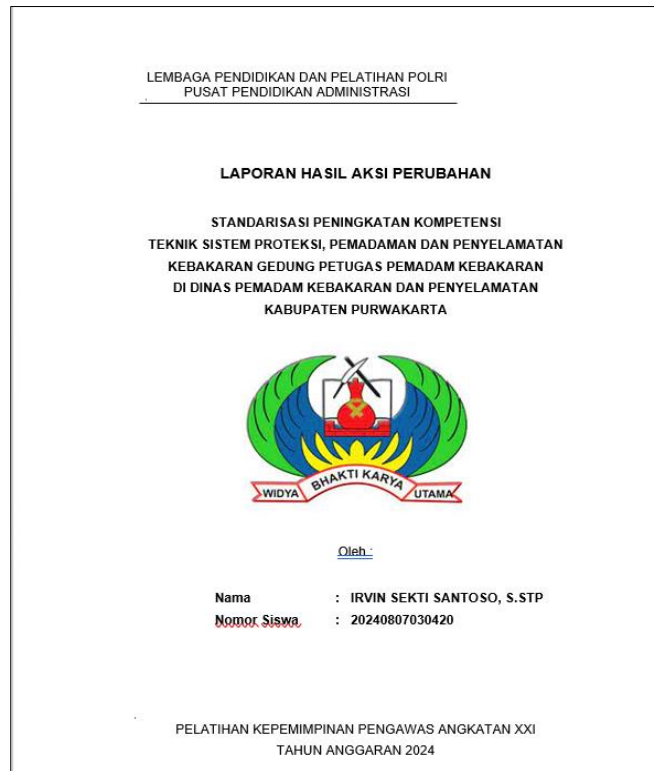 LEMBAGA PENDIDIKAN DAN PELATIHAN POLRI
PUSAT PENDIDIKAN ADMINISTRASI
LAPORAN HASIL AKSI PERUBAHAN
STANDARISASI PENINGKATAN KOMPETENSI
TEKNIK SISTEM PROTEKSI, PEMADAMAN DAN PENYELAMATAN
KEBAKARAN GEDUNG PETUGAS PEMADAM KEBAKARAN
DI DINAS PEMADAM KEBAKARAN DAN PENYELAMATAN
KABUPATEN PURWAKARTA
WIDYA BHAKTI KARYA UTAMA
Oleh :
Nama : IRVIN SEKTI SANTOSO, S.STP
Nomor Siswa : 20240807030420
PELATIHAN KEPEMIMPINAN PENGAWAS ANGKATAN XXI
TAHUN ANGGARAN 2024